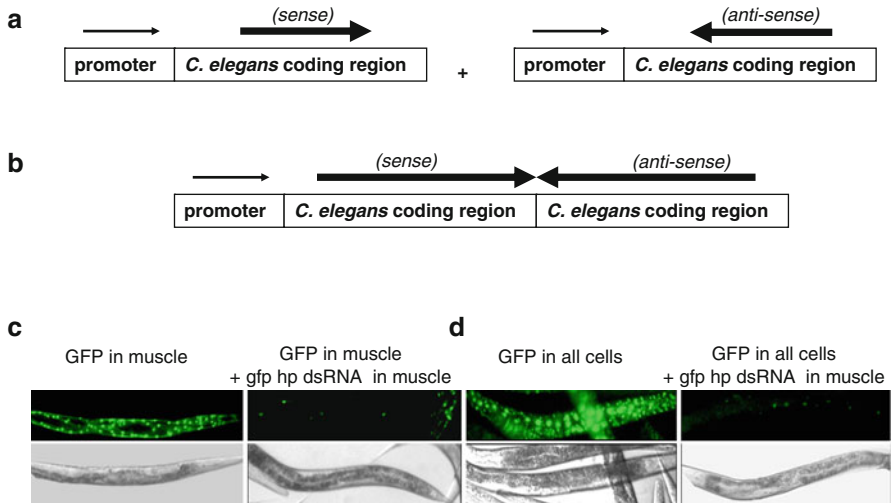 a
(sense)
(anti-sense)
promoter C. elegans coding region + promoter C. elegans coding region
b
(sense)
(anti-sense)
promoter C. elegans coding region C. elegans coding region
c
GFP in muscle
GFP in muscle
+ gfp hp dsRNA in muscle
d
GFP in all cells
GFP in all cells
+ gfp hp dsRNA in muscle